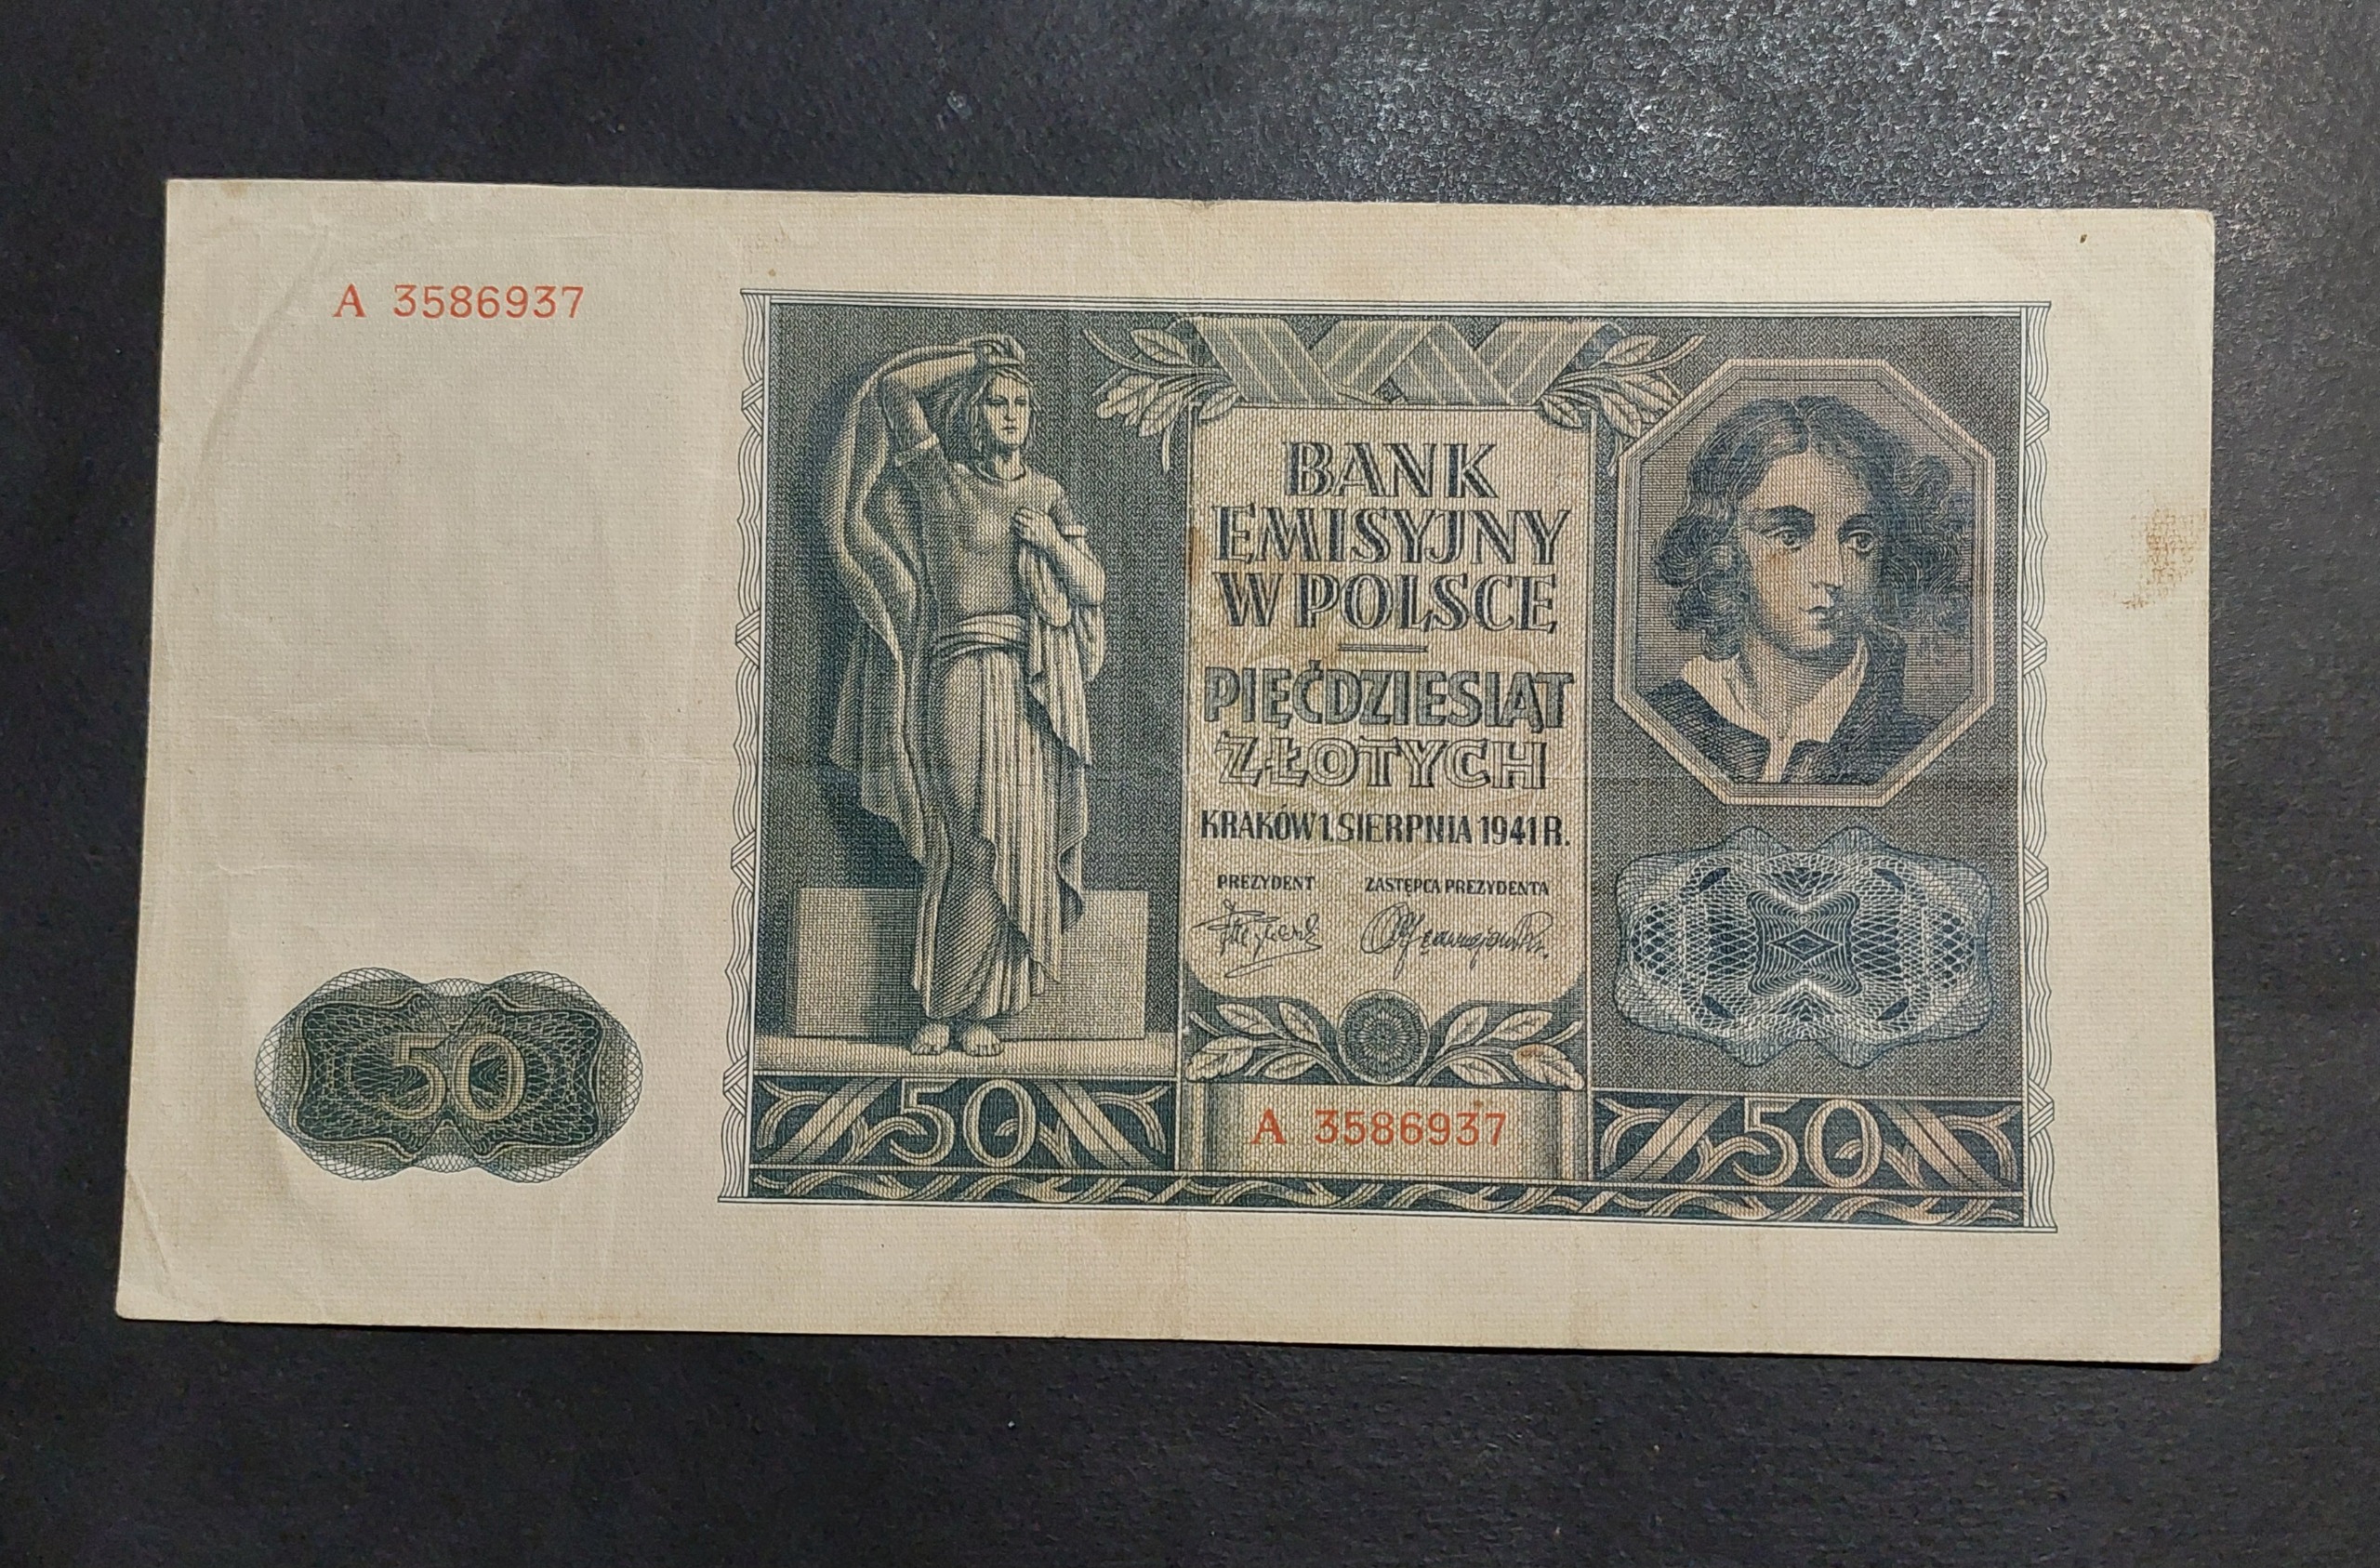 A 3586937
BANK
EMISYJNY
W POLSCE
PIĘĆDZIESIĄT
ZŁOTYCH
KRAKÓW 1. SIERPNIA 1941 R.
PREZYDENT ZASTĘPCA PREZYDENTA
50
50
A 3586937
50